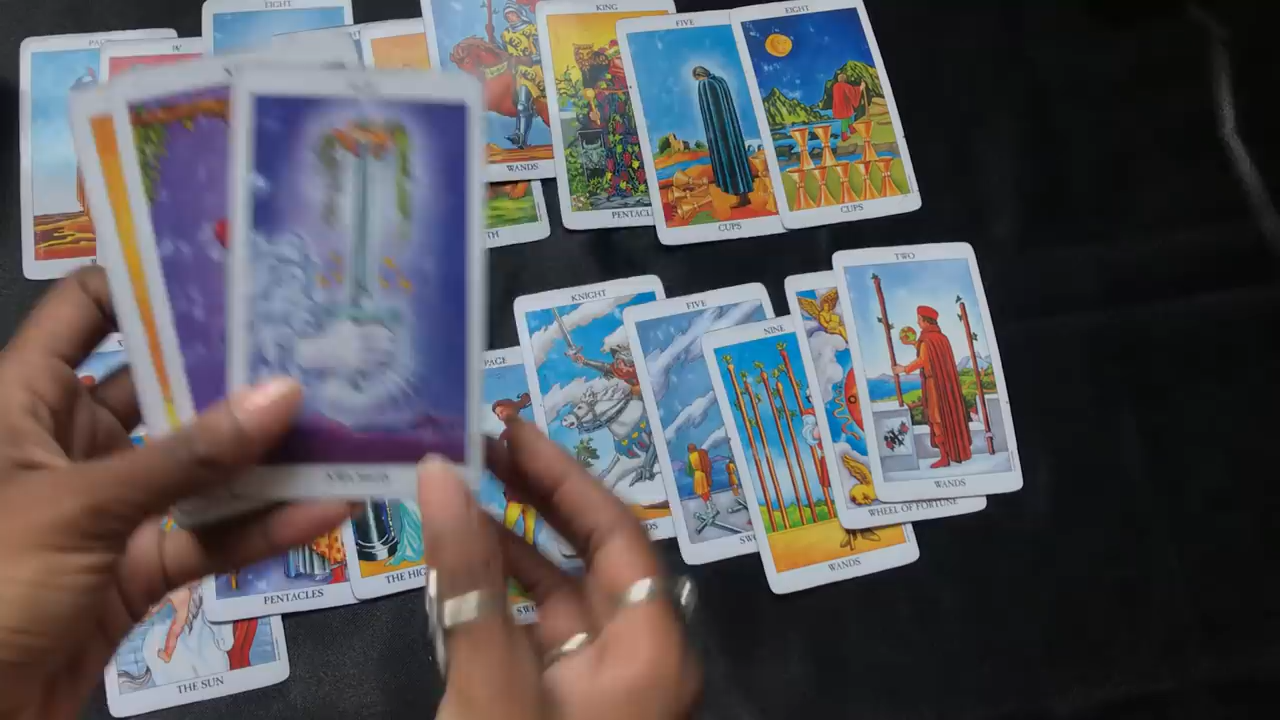 EIGHT
KING
FIVE
EIGHT
WANDS
PENTACL
CUPS
CUPS
TWO
KNIGHT
FIVE
NINE
PAGE
WANDS
WHEEL OF FORTUNE
WANDS
THE HIG
PENTACLES
THE SUN